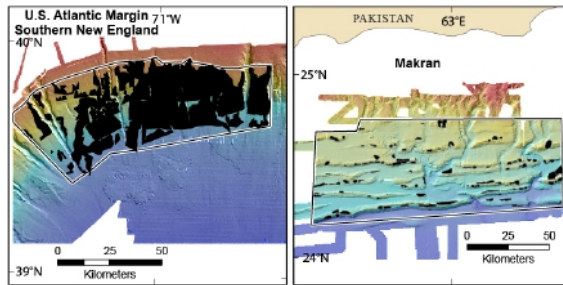 U.S. Atlantic Margin
Southern New England
71°W
40°N
39°N
0 25 50
Kilometers
PAKISTAN
63°E
25°N
Makran
0 25 50
Kilometers
24°N